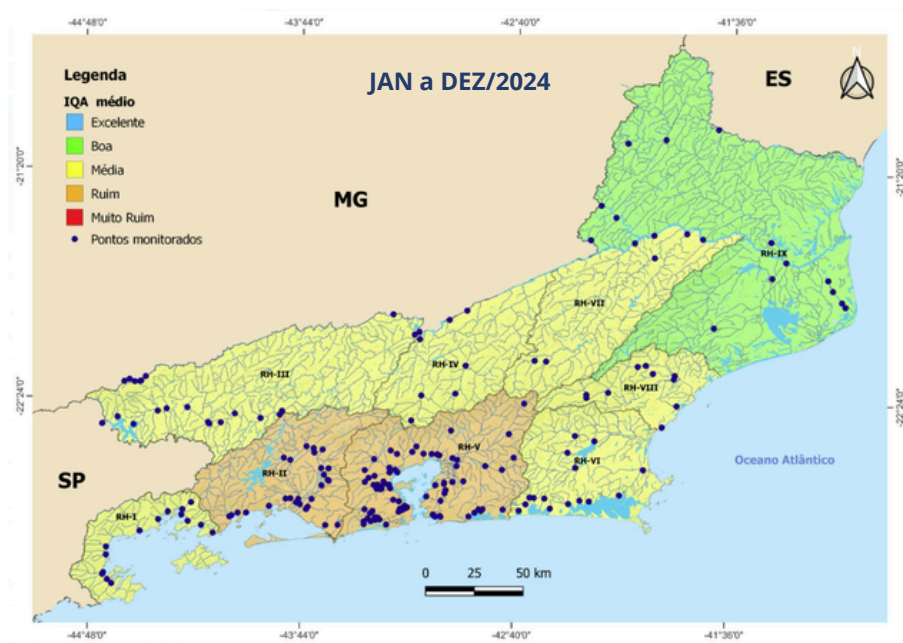 -44°48'0"
-43°44'0"
-42°40'0"
-41°36'0"
Legenda
JAN a DEZ/2024
ES
N
IQA médio
Excelente
Boa
-21°20'0"
-21°20'0"
Média
Ruim
MG
Muito Ruim
Pontos monitorados
RH-IX
RH-VII
RH-IV
RH-III
RH-VIII
-22°24'0"
-22°24'0"
RH-V
RH-VI
RH-II
Oceano Atlântico
SP
RH-I
0 25 50 km
-44°48'0"
-43°44'0"
-42°40'0"
-41°36'0"